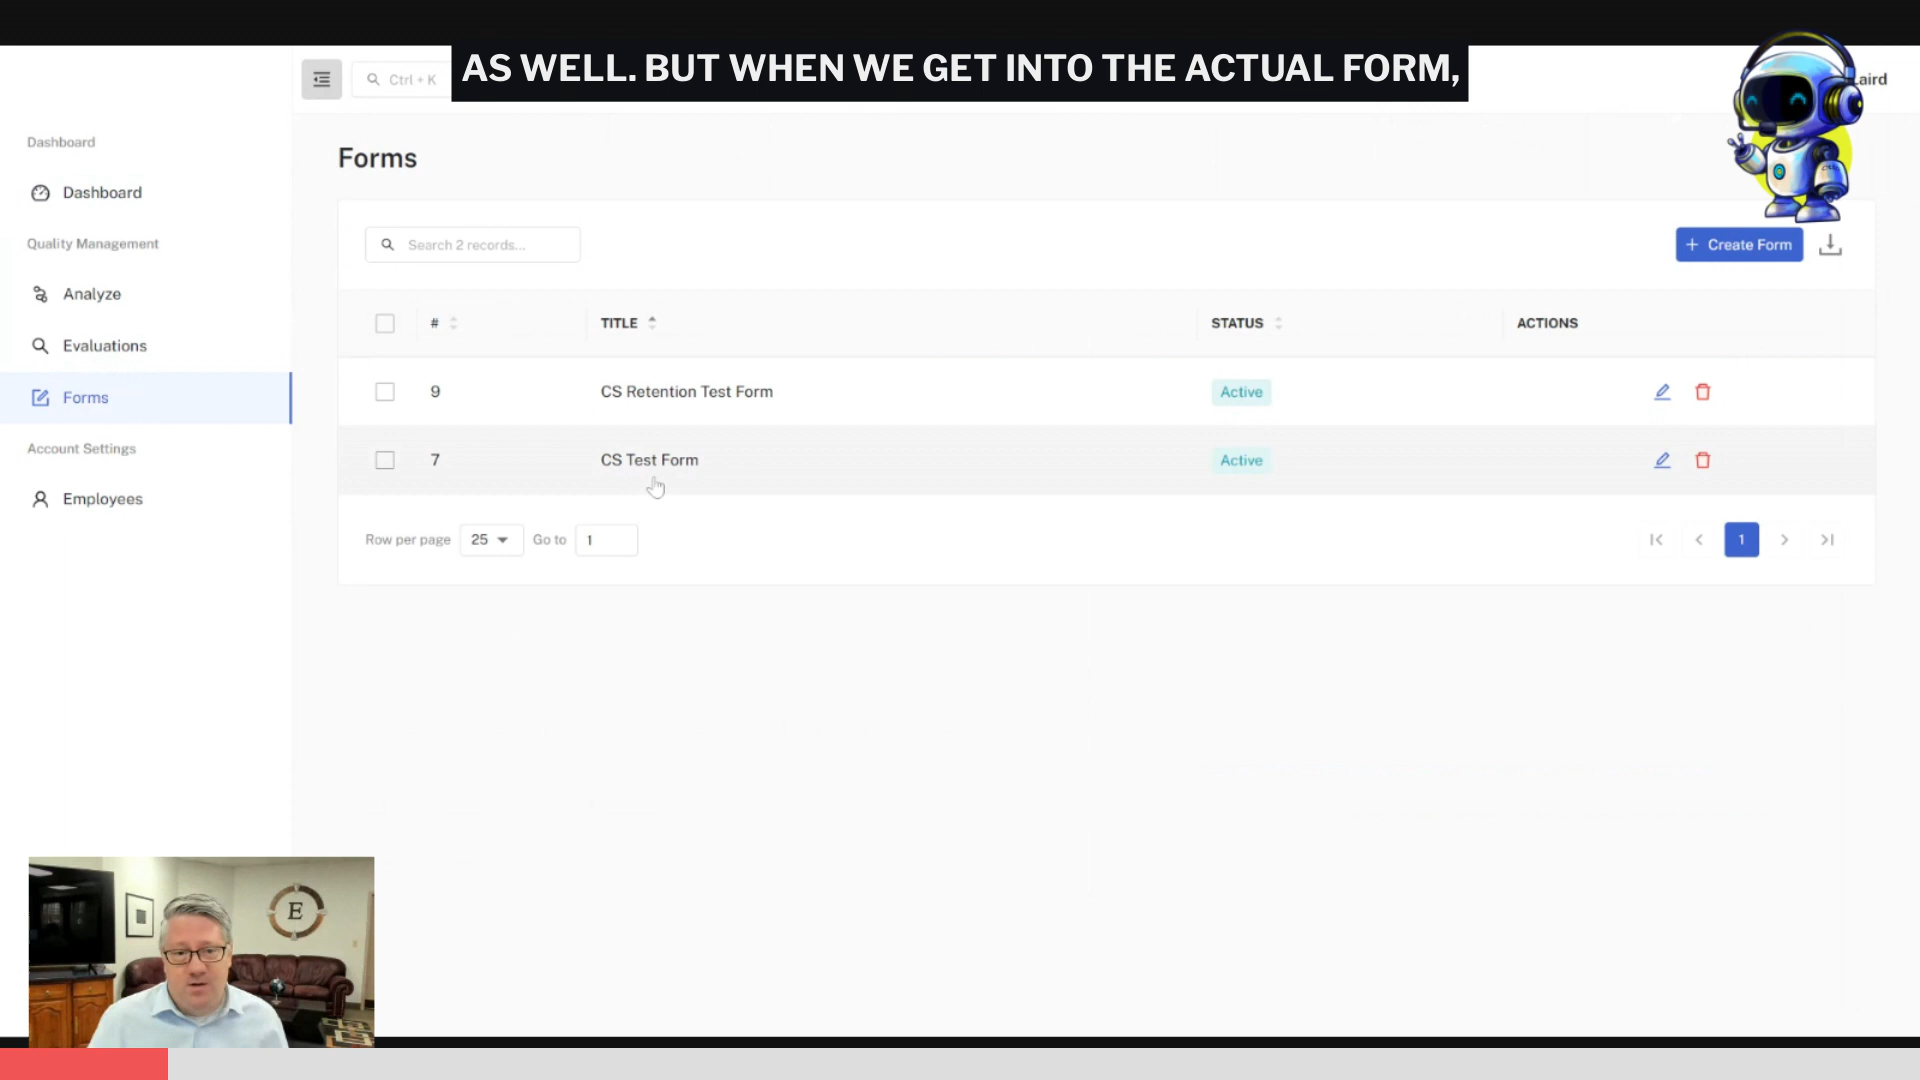 AS WELL. BUT WHEN WE GET INTO THE ACTUAL FORM,
Ctrl + K
aird
Dashboard
Dashboard
Quality Management
Analyze
Evaluations
Forms
Account Settings
Employees
Forms
Search 2 records...
+ Create Form
# TITLE STATUS ACTIONS
9 CS Retention Test Form Active
7 CS Test Form Active
Row per page 25 Go to 1
1
E